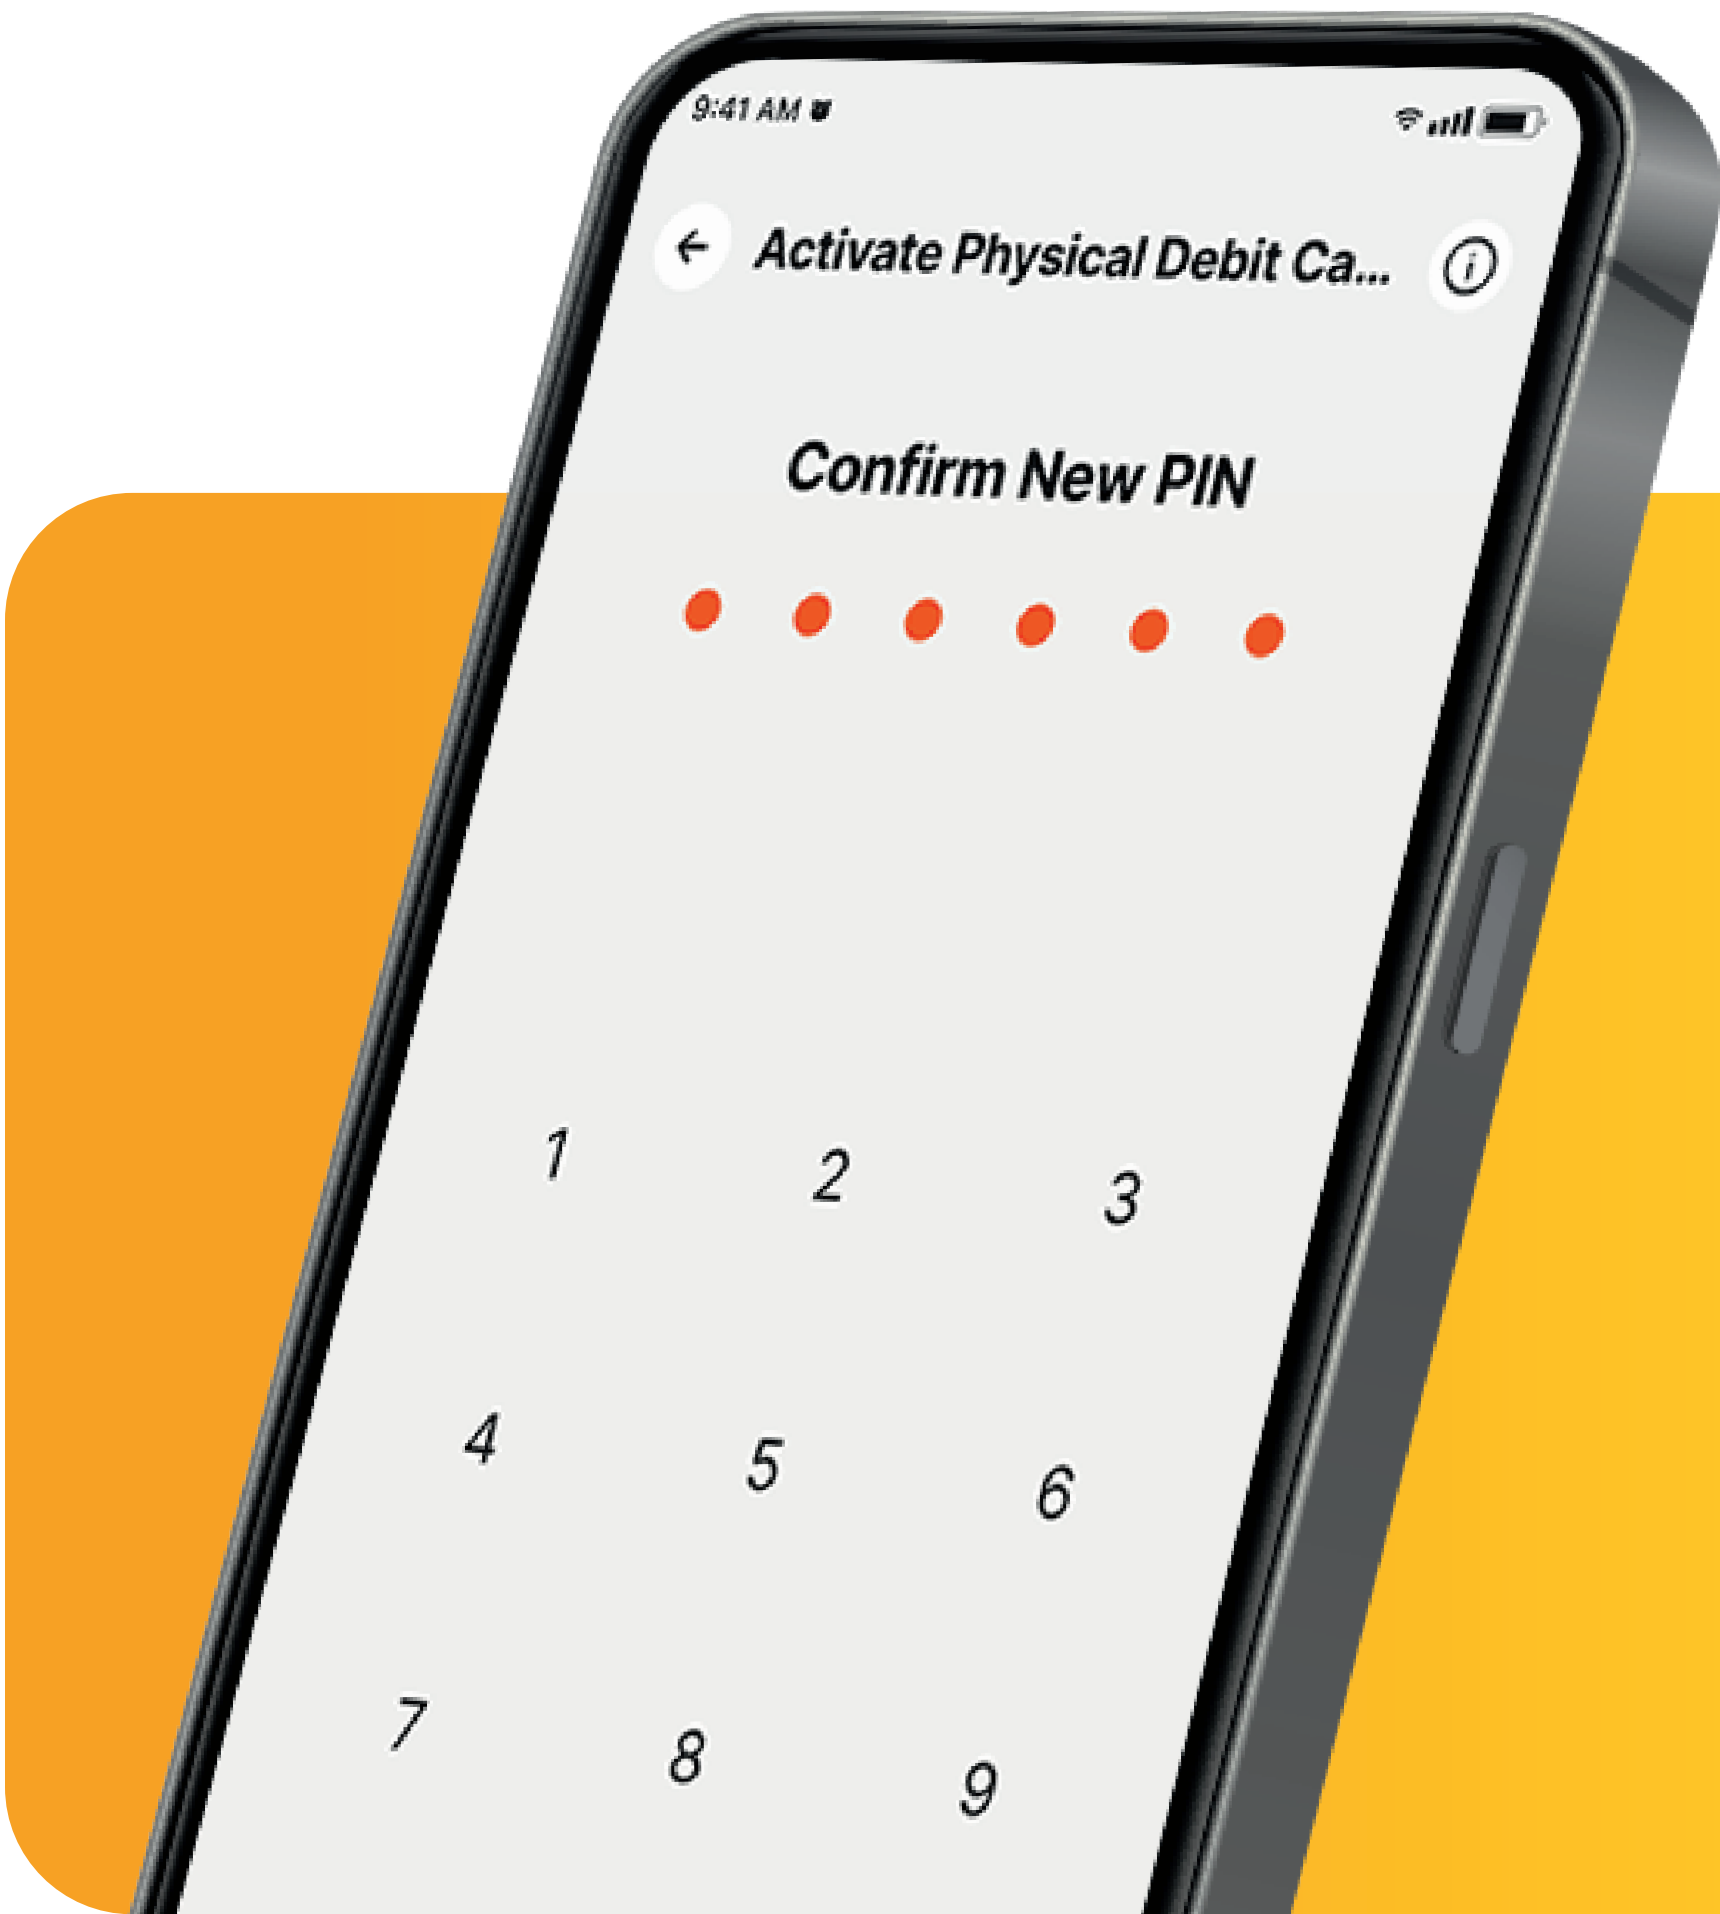 9:41 AM
Activate Physical Debit Ca...
Confirm New PIN
1 2 3
4 5 6
7 8 9